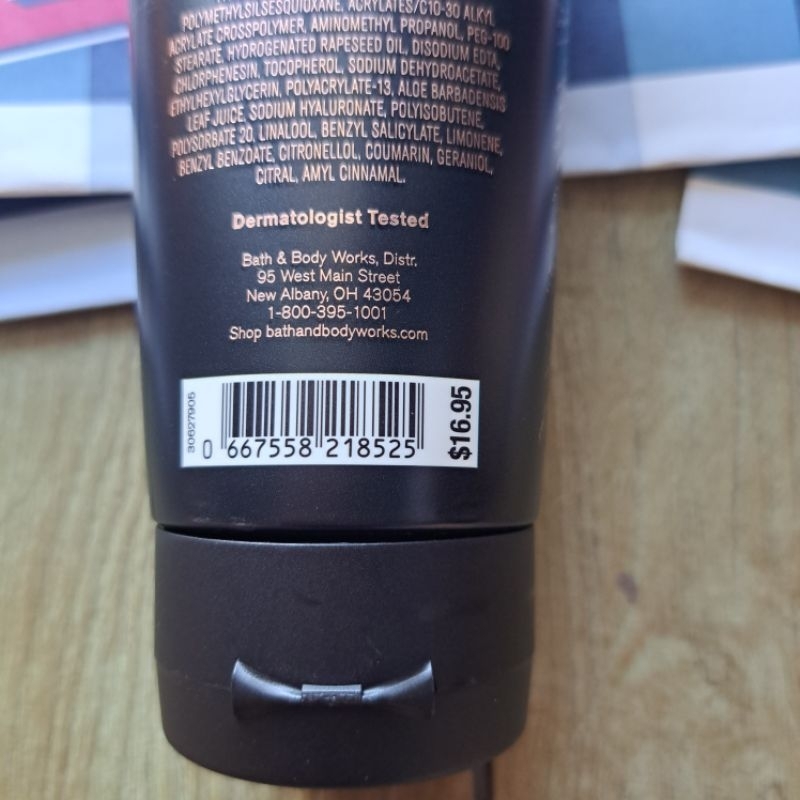 POLYMETHYLSILSESQUIOXANE, ACRYLATES/C10-30 ALKYL
ACRYLATE CROSSPOLYMER, AMINOMETHYL PROPANOL, PEG-100
STEARATE, HYDROGENATED RAPESEED OIL, DISODIUM EDTA,
CHLORPHENESIN, TOCOPHEROL, SODIUM DEHYDROACETATE,
ETHYLHEXYLGLYCERIN, POLYACRYLATE-13, ALOE BARBADENSIS
LEAF JUICE, SODIUM HYALURONATE, POLYISOBUTENE,
POLYSORBATE 20, LINALOOL, BENZYL SALICYLATE, LIMONENE,
BENZYL BENZOATE, CITRONELLOL, COUMARIN, GERANIOL,
CITRAL, AMYL CINNAMAL.
Dermatologist Tested
Bath & Body Works, Distr.
95 West Main Street
New Albany, OH 43054
1-800-395-1001
Shop bathandbodyworks.com
30627905
0 667558 218525
$16.95